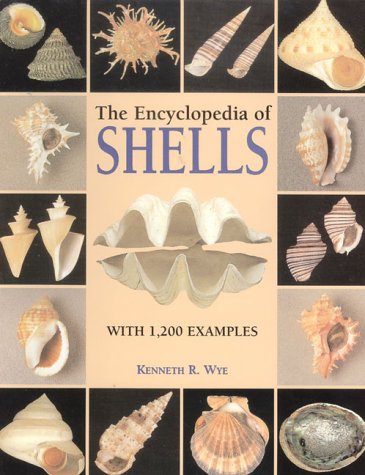 The Encyclopedia of
SHELLS
WITH 1,200 EXAMPLES
KENNETH R. WYE